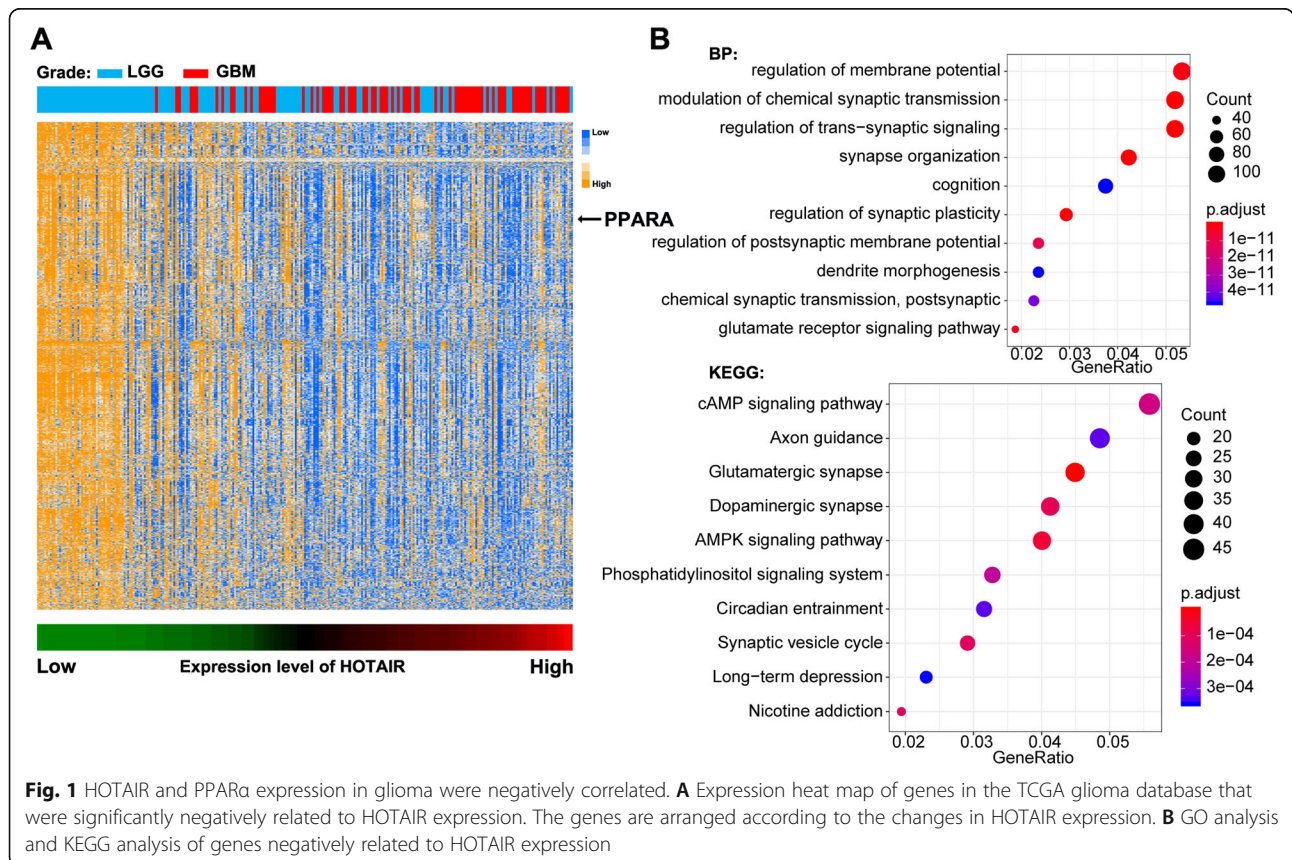 A
Grade: LGG GBM
Low
High
PPARA
Low Expression level of HOTAIR High
B
BP:
regulation of membrane potential
modulation of chemical synaptic transmission
regulation of trans−synaptic signaling
synapse organization
cognition
regulation of synaptic plasticity
regulation of postsynaptic membrane potential
dendrite morphogenesis
chemical synaptic transmission, postsynaptic
glutamate receptor signaling pathway
0.02 0.03 0.04 0.05
GeneRatio
Count
40
60
80
100
p.adjust
1e−11
2e−11
3e−11
4e−11
KEGG:
cAMP signaling pathway
Axon guidance
Glutamatergic synapse
Dopaminergic synapse
AMPK signaling pathway
Phosphatidylinositol signaling system
Circadian entrainment
Synaptic vesicle cycle
Long−term depression
Nicotine addiction
0.02 0.03 0.04 0.05
GeneRatio
Count
20
25
30
35
40
45
p.adjust
1e−04
2e−04
3e−04
Fig. 1 HOTAIR and PPARα expression in glioma were negatively correlated. A Expression heat map of genes in the TCGA glioma database that
were significantly negatively related to HOTAIR expression. The genes are arranged according to the changes in HOTAIR expression. B GO analysis
and KEGG analysis of genes negatively related to HOTAIR expression